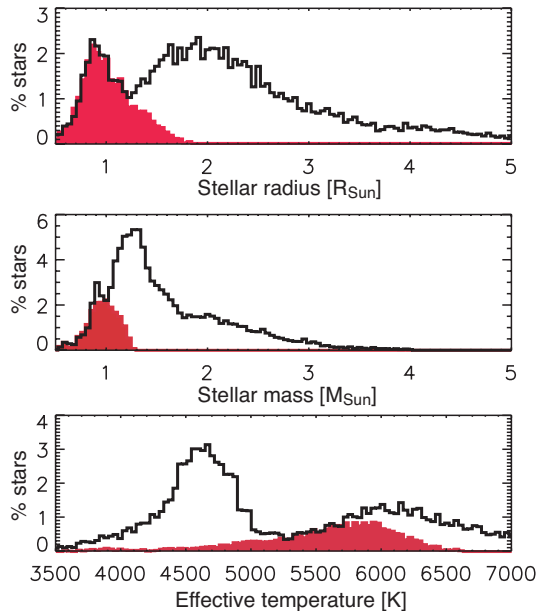 3
2
1
0
% stars
1 2 3 4 5
Stellar radius [R_Sun]
6
4
2
0
% stars
1 2 3 4 5
Stellar mass [M_Sun]
4
3
2
1
0
% stars
3500 4000 4500 5000 5500 6000 6500 7000
Effective temperature [K]